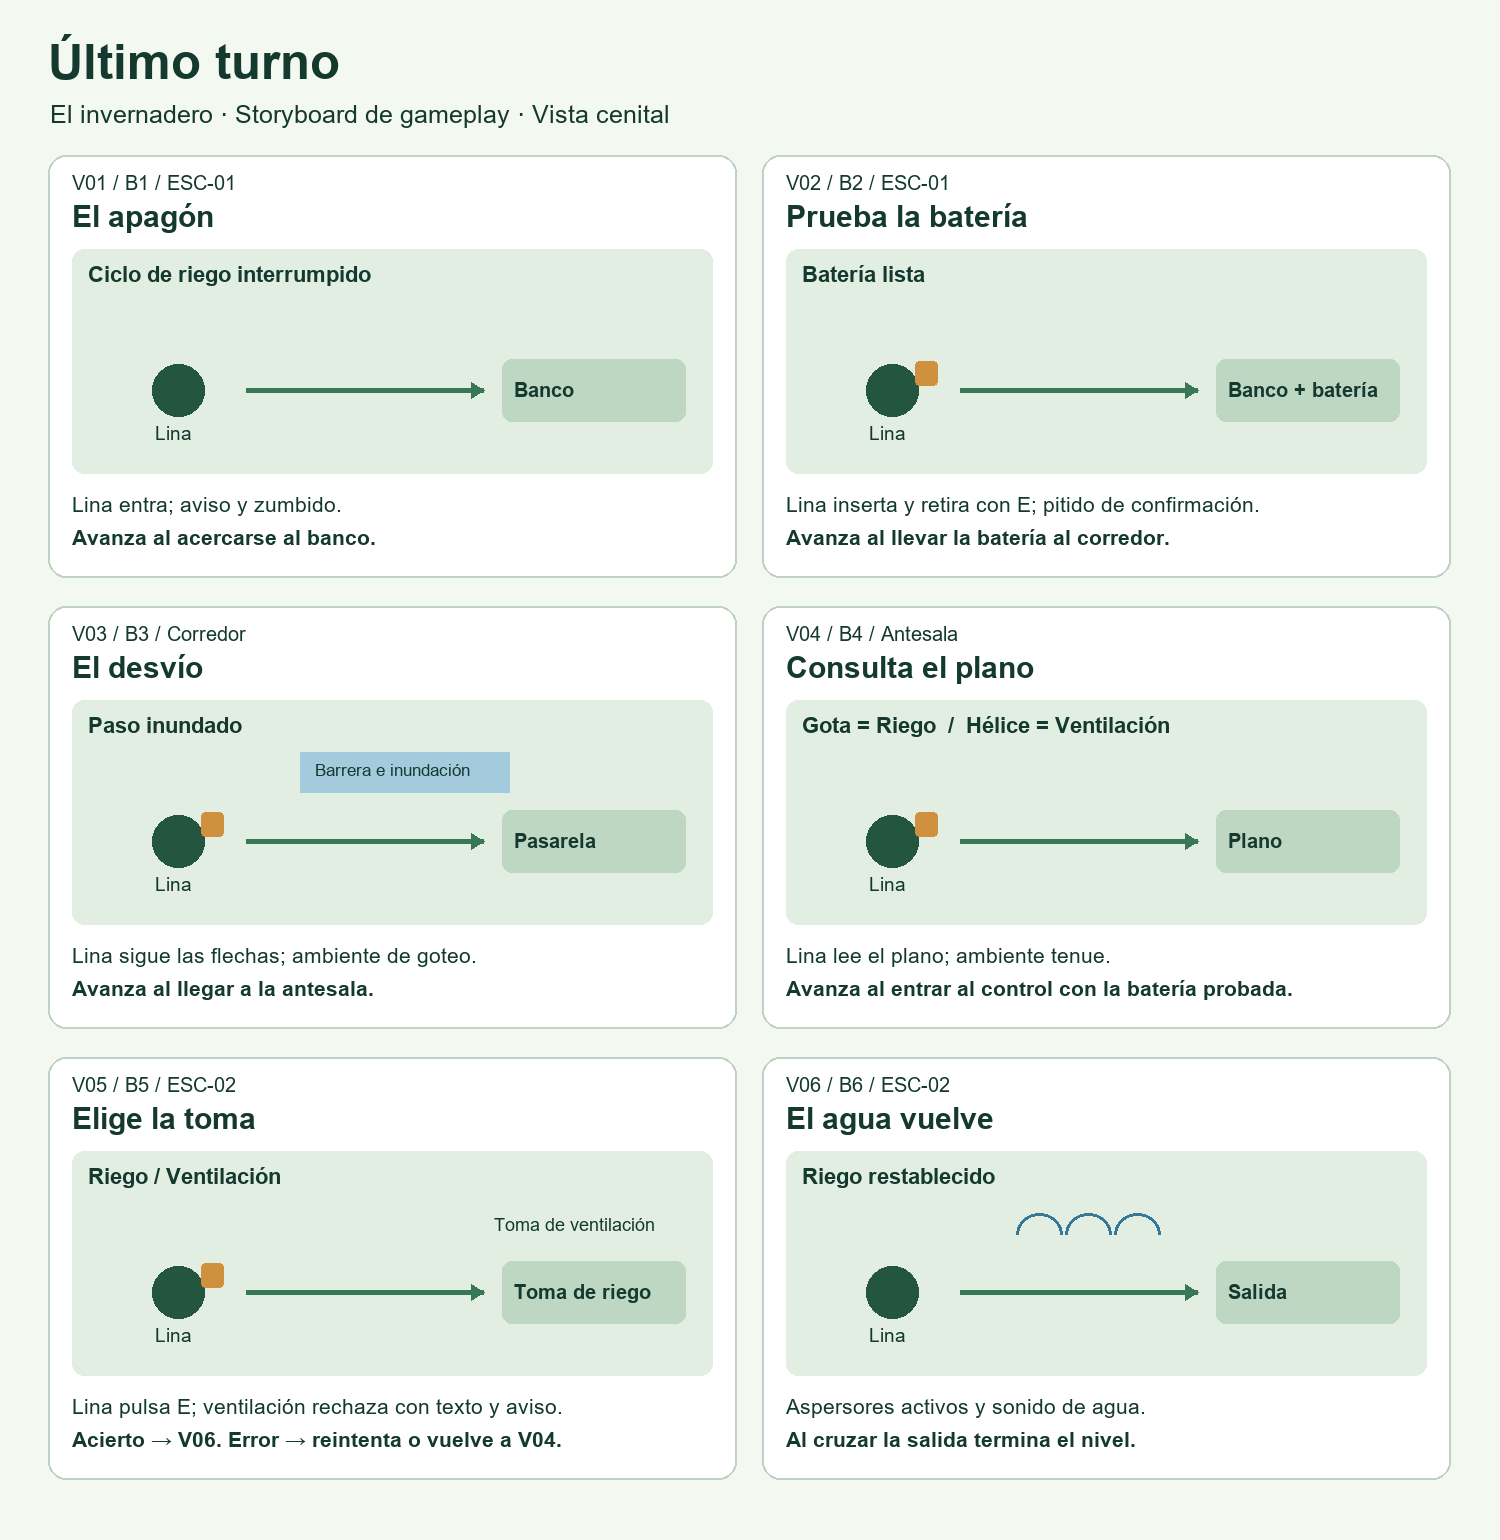 Último turno
El invernadero · Storyboard de gameplay · Vista cenital
V01 / B1 / ESC-01
El apagón
Ciclo de riego interrumpido
Banco
Lina
Lina entra; aviso y zumbido.
Avanza al acercarse al banco.
V02 / B2 / ESC-01
Prueba la batería
Batería lista
Banco + batería
Lina
Lina inserta y retira con E; pitido de confirmación.
Avanza al llevar la batería al corredor.
V03 / B3 / Corredor
El desvío
Paso inundado
Barrera e inundación
Pasarela
Lina
Lina sigue las flechas; ambiente de goteo.
Avanza al llegar a la antesala.
V04 / B4 / Antesala
Consulta el plano
Gota = Riego / Hélice = Ventilación
Plano
Lina
Lina lee el plano; ambiente tenue.
Avanza al entrar al control con la batería probada.
V05 / B5 / ESC-02
Elige la toma
Riego / Ventilación
Toma de ventilación
Toma de riego
Lina
Lina pulsa E; ventilación rechaza con texto y aviso.
Acierto → V06. Error → reintenta o vuelve a V04.
V06 / B6 / ESC-02
El agua vuelve
Riego restablecido
Salida
Lina
Aspersores activos y sonido de agua.
Al cruzar la salida termina el nivel.